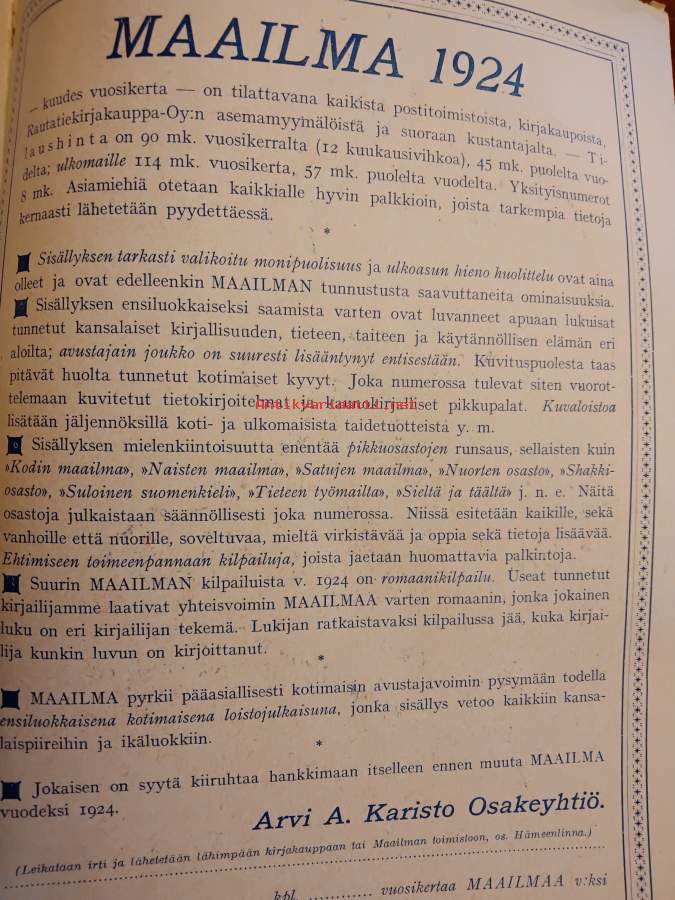 MAAILMA 1924
— kuudes vuosikerta — on tilattavana kaikista postitoimistoista, kirjakaupoista,
Rautatiekirjakauppa-Oy:n asemamyymälöistä ja suoraan kustantajalta. — Ti-
laushinta on 90 mk. vuosikerralta (12 kuukausivihkoa), 45 mk. puolelta vuo-
delta; ulkomaille 114 mk. vuosikerta, 57 mk. puolelta vuodelta. Yksityisnumerot
8 mk. Asiamiehiä otetaan kaikkialle hyvin palkkioin, joista tarkempia tietoja
kernaasti lähetetään pyydettäessä.
*
Sisällyksen tarkasti valikoitu monipuolisuus ja ulkoasun hieno huolittelu ovat aina
olleet ja ovat edelleenkin MAAILMAN tunnustusta saavuttaneita ominaisuuksia.
Sisällyksen ensiluokkaiseksi saamista varten ovat luvanneet apuaan lukuisat
tunnetut kansalaiset kirjallisuuden, tieteen, taiteen ja käytännöllisen elämän eri
aloilta; avustajain joukko on suuresti lisääntynyt entisestään. Kuvituspuolesta taas
pitävät huolta tunnetut kotimaiset kyvyt. Joka numerossa tulevat siten vuorot-
telemaan kuvitetut tietokirjoitelmat ja kaunokirjalliset pikkupalat. Kuvaloistoa
lisätään jäljennöksillä koti- ja ulkomaisista taidetuotteista y. m.
Sisällyksen mielenkiintoisuutta enentää pikkuosastojen runsaus, sellaisten kuin
»Kodin maailma», »Naisten maailma», »Satujen maailma», »Nuorten osasto», »Shakki-
osasto», »Suloinen suomenkieli», »Tieteen työmailta», »Sieltä ja täältä» j. n. e. Näitä
osastoja julkaistaan säännöllisesti joka numerossa. Niissä esitetään kaikille, sekä
vanhoille että nuorille, soveltuvaa, mieltä virkistävää ja oppia sekä tietoja lisäävää.
Ehtimiseen toimeenpannaan kilpailuja, joista jaetaan huomattavia palkintoja.
Suurin MAAILMAN kilpailuista v. 1924 on romaanikilpailu. Useat tunnetut
kirjailijamme laativat yhteisvoimin MAAILMAA varten romaanin, jonka jokainen
luku on eri kirjailijan tekemä. Lukijan ratkaistavaksi kilpailussa jää, kuka kirjai-
lija kunkin luvun on kirjoittanut.
*
MAAILMA pyrkii pääasiallisesti kotimaisin avustajavoimin pysymään todella
ensiluokkaisena kotimaisena loistojulkaisuna, jonka sisällys vetoo kaikkiin kansa-
laispiireihin ja ikäluokkiin.
*
Jokaisen on syytä kiiruhtaa hankkimaan itselleen ennen muuta MAAILMA
vuodeksi 1924.
Arvi A. Karisto Osakeyhtiö.
(Leikataan irti ja lähetetään lähimpään kirjakauppaan tai Maailman toimistoon, os. Hämeenlinna.)
kpl. ............ vuosikertaa MAAILMAA v:ksi